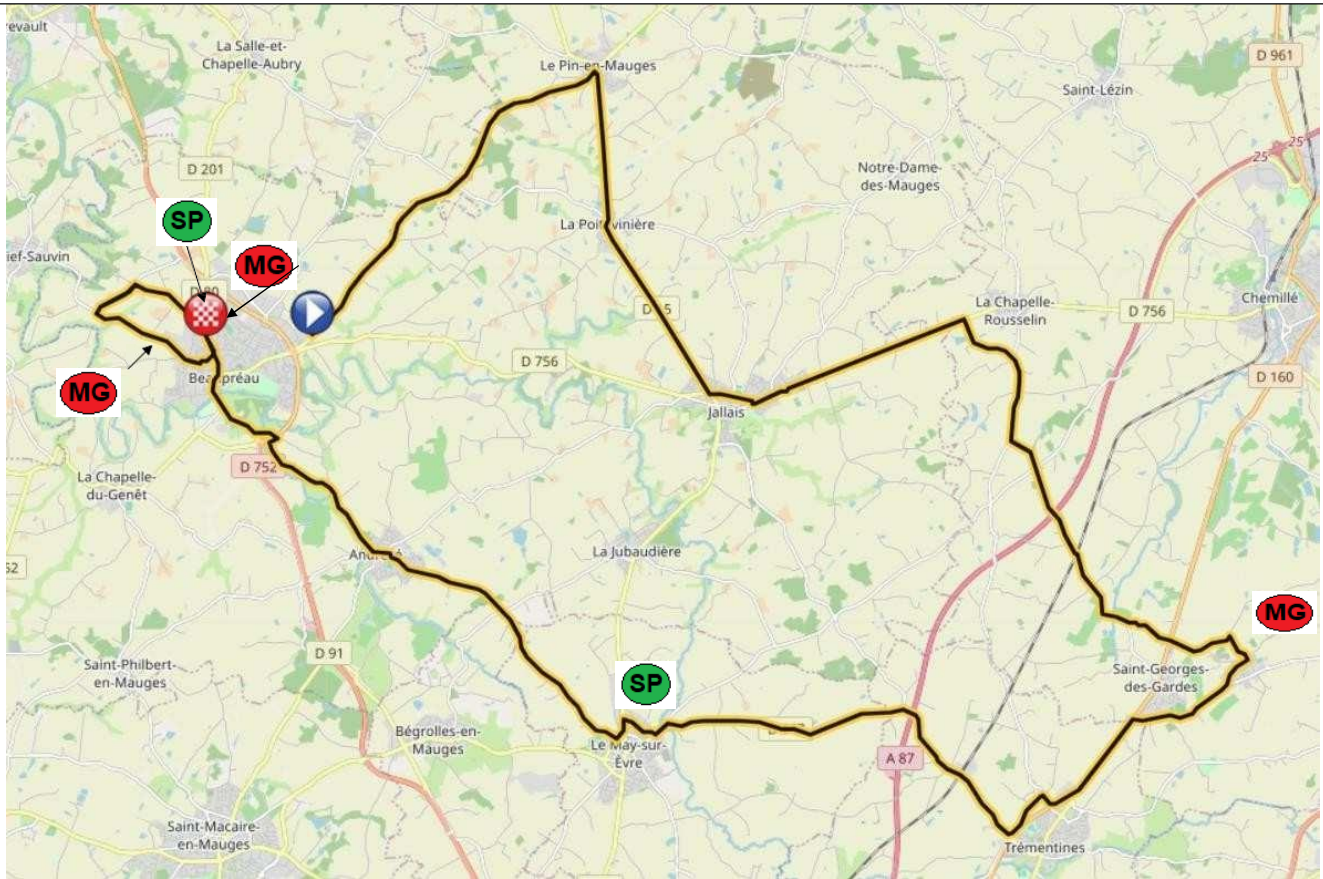 revault
La Salle-et-
Chapelle-Aubry
Le Pin-en-Mauges
D 961
Saint-Lézin
25
25
D 201
Notre-Dame-
des-Mauges
SP
La Poitevinière
ief-Sauvin
MG
D 90
La Chapelle-
Rousselin
D 756
Chemillé
D 756
D 160
MG
Beaupréau
Jallais
La Chapelle-
du-Genêt
D 752
Andrezé
La Jubaudière
52
MG
D 91
Saint-Philbert-
en-Mauges
Saint-Georges-
des-Gardes
SP
Bégrolles-en-
Mauges
Le May-sur-
Èvre
A 87
Saint-Macaire-
en-Mauges
Trémentines